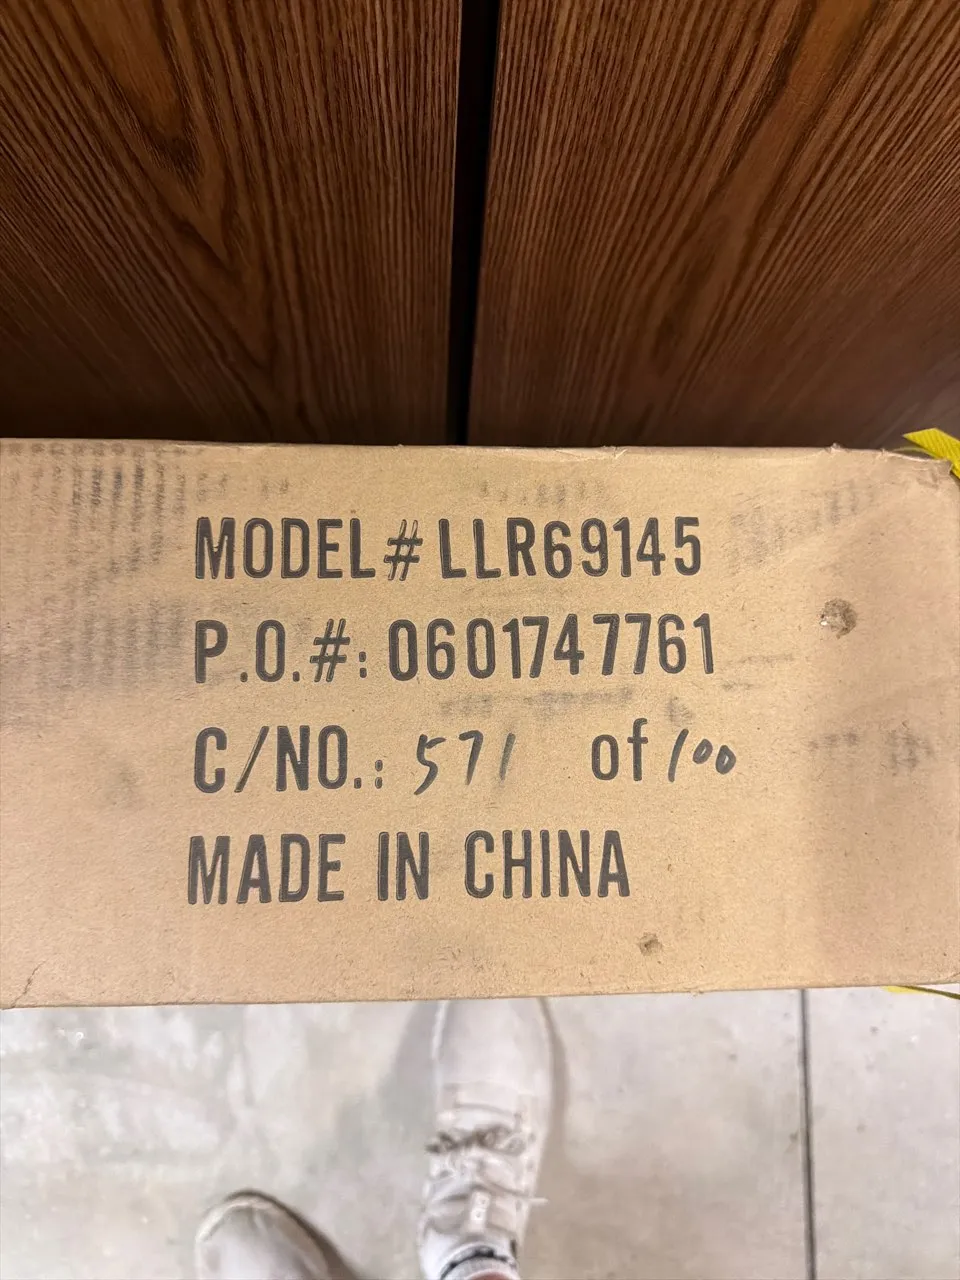 MODEL#LLR69145
P.O.#: 0601747761
C/NO.: 571 of 100
MADE IN CHINA